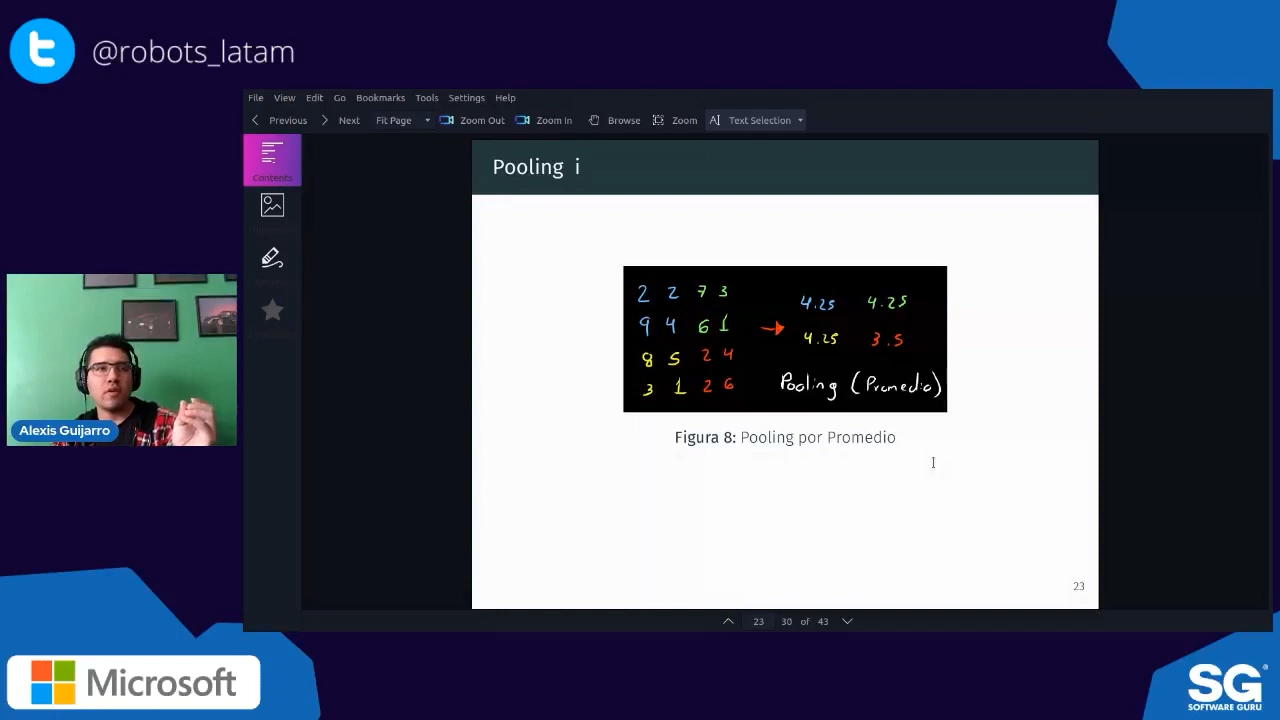 @robots_latam
File View Edit Go Bookmarks Tools Settings Help
Previous Next Fit Page Zoom Out Zoom In Browse Zoom Text Selection
Contents
Pooling i
2 2 7 3
9 4 6 1
8 5 2 4
3 1 2 6
4.25 4.25
4.25 3.5
Pooling (Promedio)
Figura 8: Pooling por Promedio
23
23 30 of 43
Alexis Guijarro
Microsoft
SG
SOFTWARE GURU